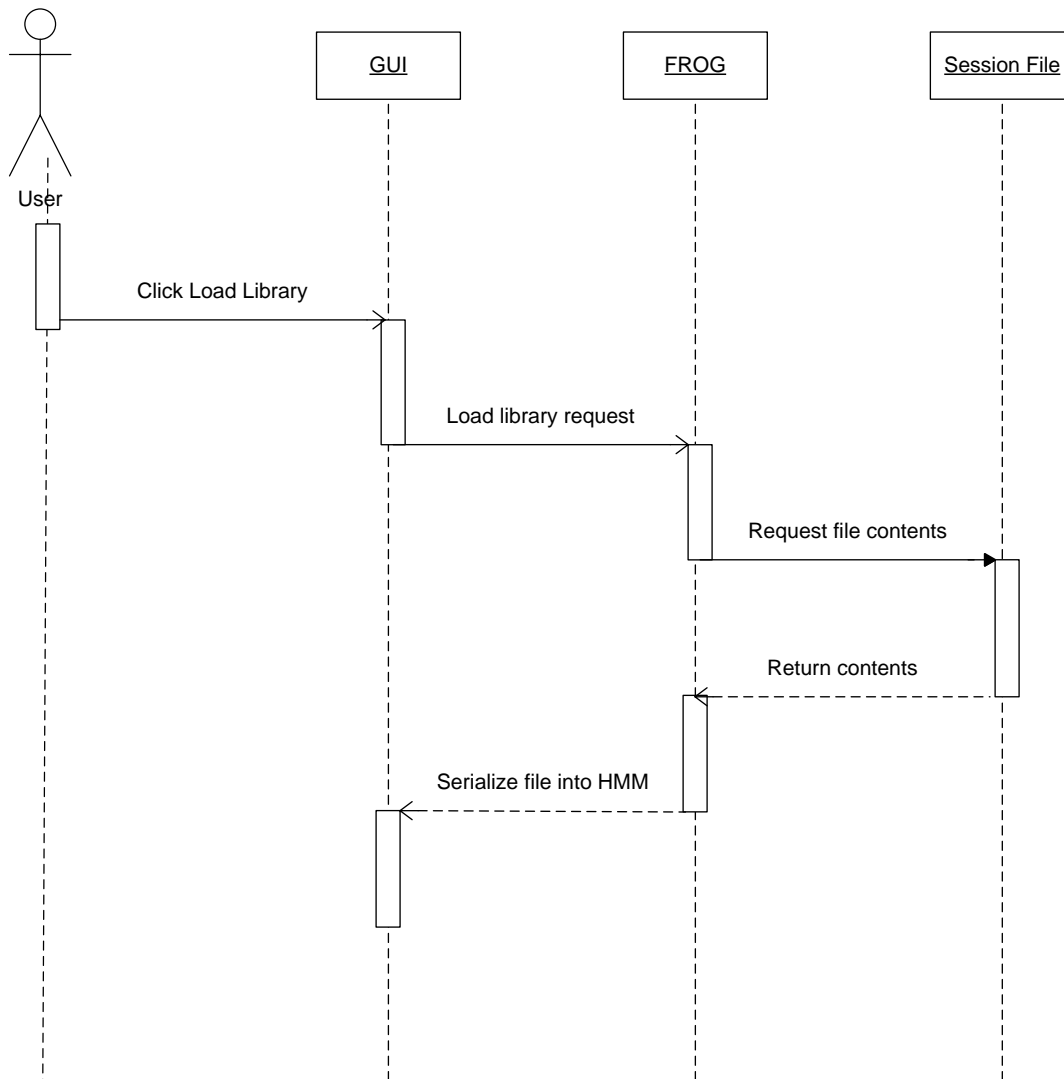 GUI
FROG
Session File
User
Click Load Library
Load library request
Request file contents
Return contents
Serialize file into HMM